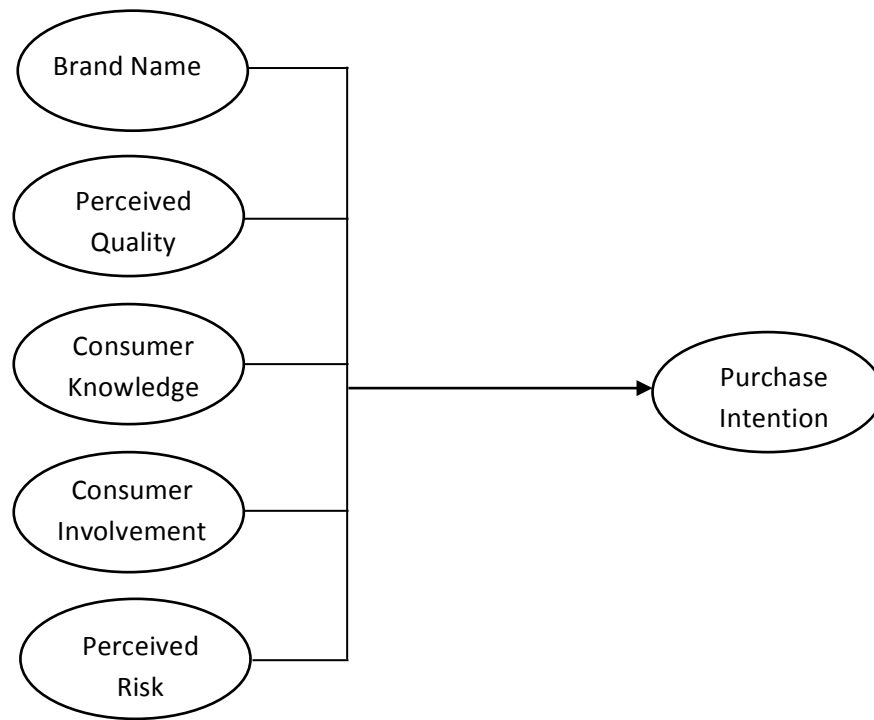 Brand Name
Perceived
Quality
Consumer
Knowledge
Consumer
Involvement
Perceived
Risk
Purchase
Intention